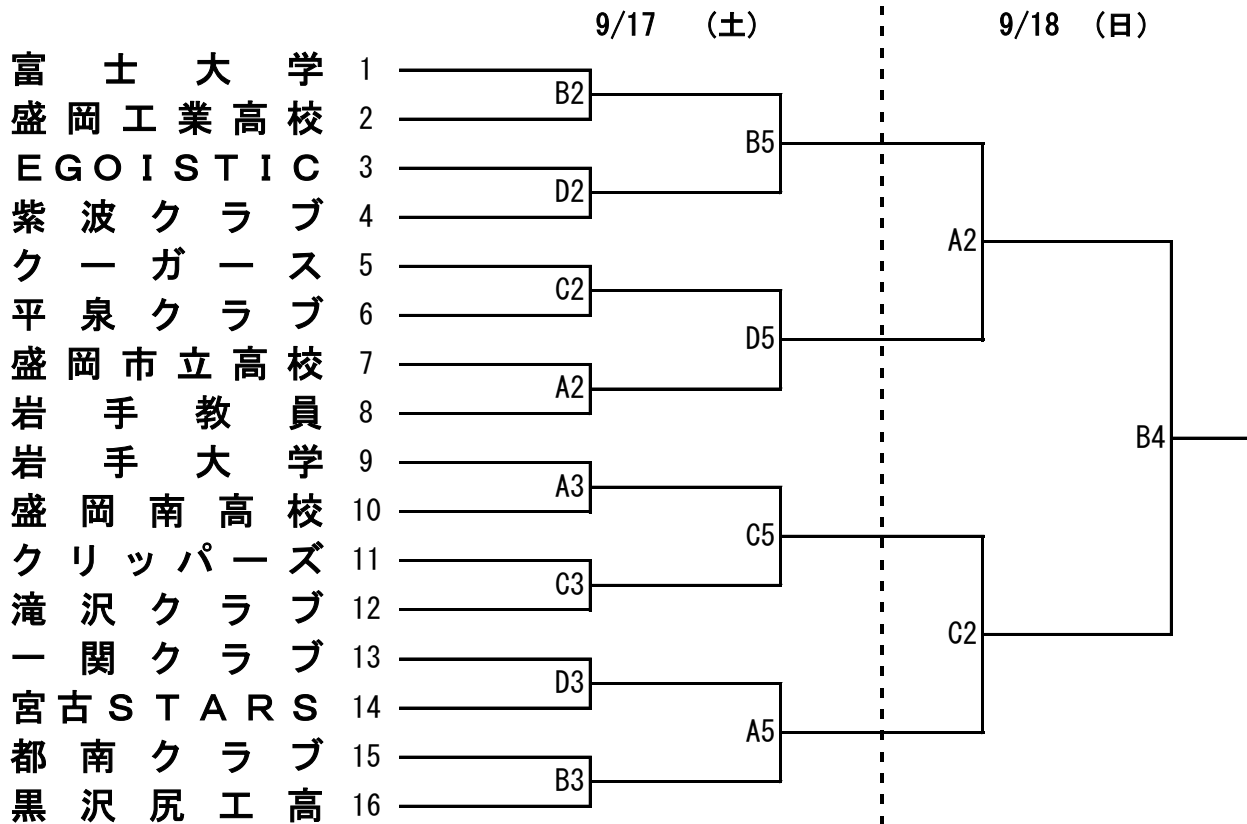 9/17 (土) 9/18 (日)
富士大学 1
B2
盛岡工業高校 2
B5
EGOISTIC 3
D2
紫波クラブ 4
A2
クーガース 5
C2
平泉クラブ 6
D5
盛岡市立高校 7
A2
岩手教員 8
B4
岩手大学 9
A3
盛岡南高校 10
C5
クリッパーズ 11
C3
滝沢クラブ 12
C2
一関クラブ 13
D3
宮古STARS 14
A5
都南クラブ 15
B3
黒沢尻工高 16